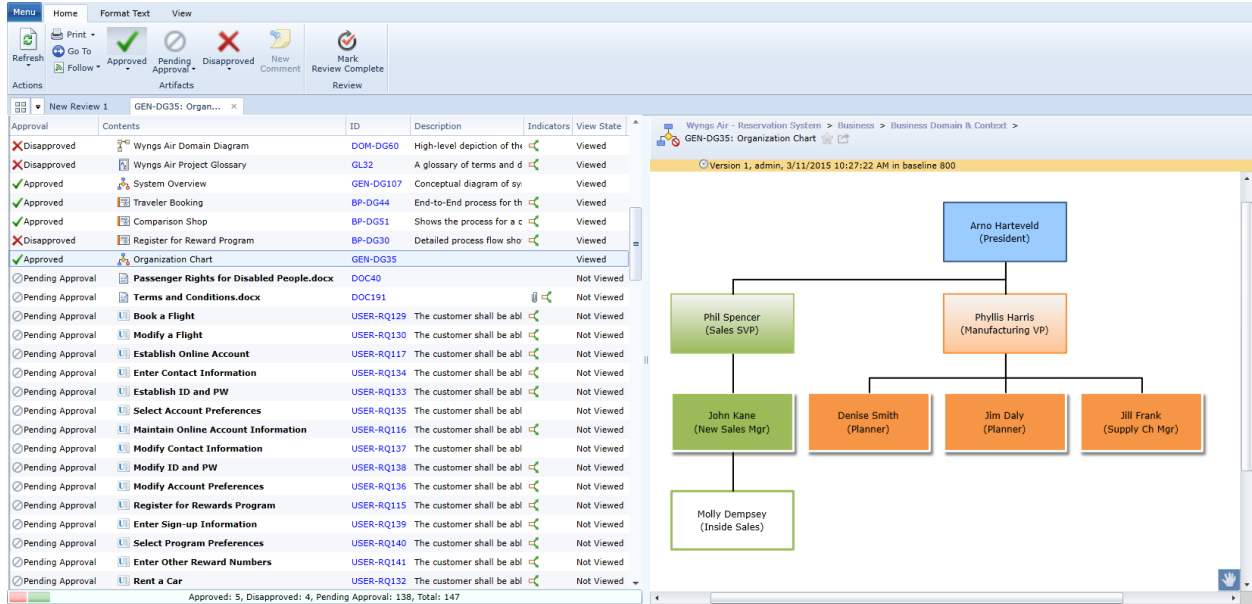 Menu Home Format Text View
Refresh Print Go To Follow Approved Pending Approval Disapproved New Comment Mark Review Complete
Actions Artifacts Review
New Review 1 GEN-DG35: Organ... ×
Approval Contents ID Description Indicators View State
Disapproved Wyngs Air Domain Diagram DOM-DG60 High-level depiction of the Viewed
Disapproved Wyngs Air Project Glossary GL32 A glossary of terms and d Viewed
Approved System Overview GEN-DG107 Conceptual diagram of sy Viewed
Approved Traveler Booking BP-DG44 End-to-End process for th Viewed
Approved Comparison Shop BP-DG51 Shows the process for a c Viewed
Disapproved Register for Reward Program BP-DG30 Detailed process flow sho Viewed
Approved Organization Chart GEN-DG35 Viewed
Pending Approval Passenger Rights for Disabled People.docx DOC40 Not Viewed
Pending Approval Terms and Conditions.docx DOC191 Not Viewed
Pending Approval Book a Flight USER-RQ129 The customer shall be abl Not Viewed
Pending Approval Modify a Flight USER-RQ130 The customer shall be abl Not Viewed
Pending Approval Establish Online Account USER-RQ117 The customer shall be abl Not Viewed
Pending Approval Enter Contact Information USER-RQ134 The customer shall be abl Not Viewed
Pending Approval Establish ID and PW USER-RQ133 The customer shall be abl Not Viewed
Pending Approval Select Account Preferences USER-RQ135 The customer shall be abl Not Viewed
Pending Approval Maintain Online Account Information USER-RQ116 The customer shall be abl Not Viewed
Pending Approval Modify Contact Information USER-RQ137 The customer shall be abl Not Viewed
Pending Approval Modify ID and PW USER-RQ138 The customer shall be abl Not Viewed
Pending Approval Modify Account Preferences USER-RQ136 The customer shall be abl Not Viewed
Pending Approval Register for Rewards Program USER-RQ115 The customer shall be abl Not Viewed
Pending Approval Enter Sign-up Information USER-RQ139 The customer shall be abl Not Viewed
Pending Approval Select Program Preferences USER-RQ140 The customer shall be abl Not Viewed
Pending Approval Enter Other Reward Numbers USER-RQ141 The customer shall be abl Not Viewed
Pending Approval Rent a Car USER-RQ132 The customer shall be abl Not Viewed
Approved: 5, Disapproved: 4, Pending Approval: 138, Total: 147
Wyngs Air - Reservation System > Business > Business Domain & Context >
GEN-DG35: Organization Chart
Version 1, admin, 3/11/2015 10:27:22 AM in baseline 800
Arno Harteveld
(President)
Phil Spencer
(Sales SVP)
Phyllis Harris
(Manufacturing VP)
John Kane
(New Sales Mgr)
Denise Smith
(Planner)
Jim Daly
(Planner)
Jill Frank
(Supply Ch Mgr)
Molly Dempsey
(Inside Sales)